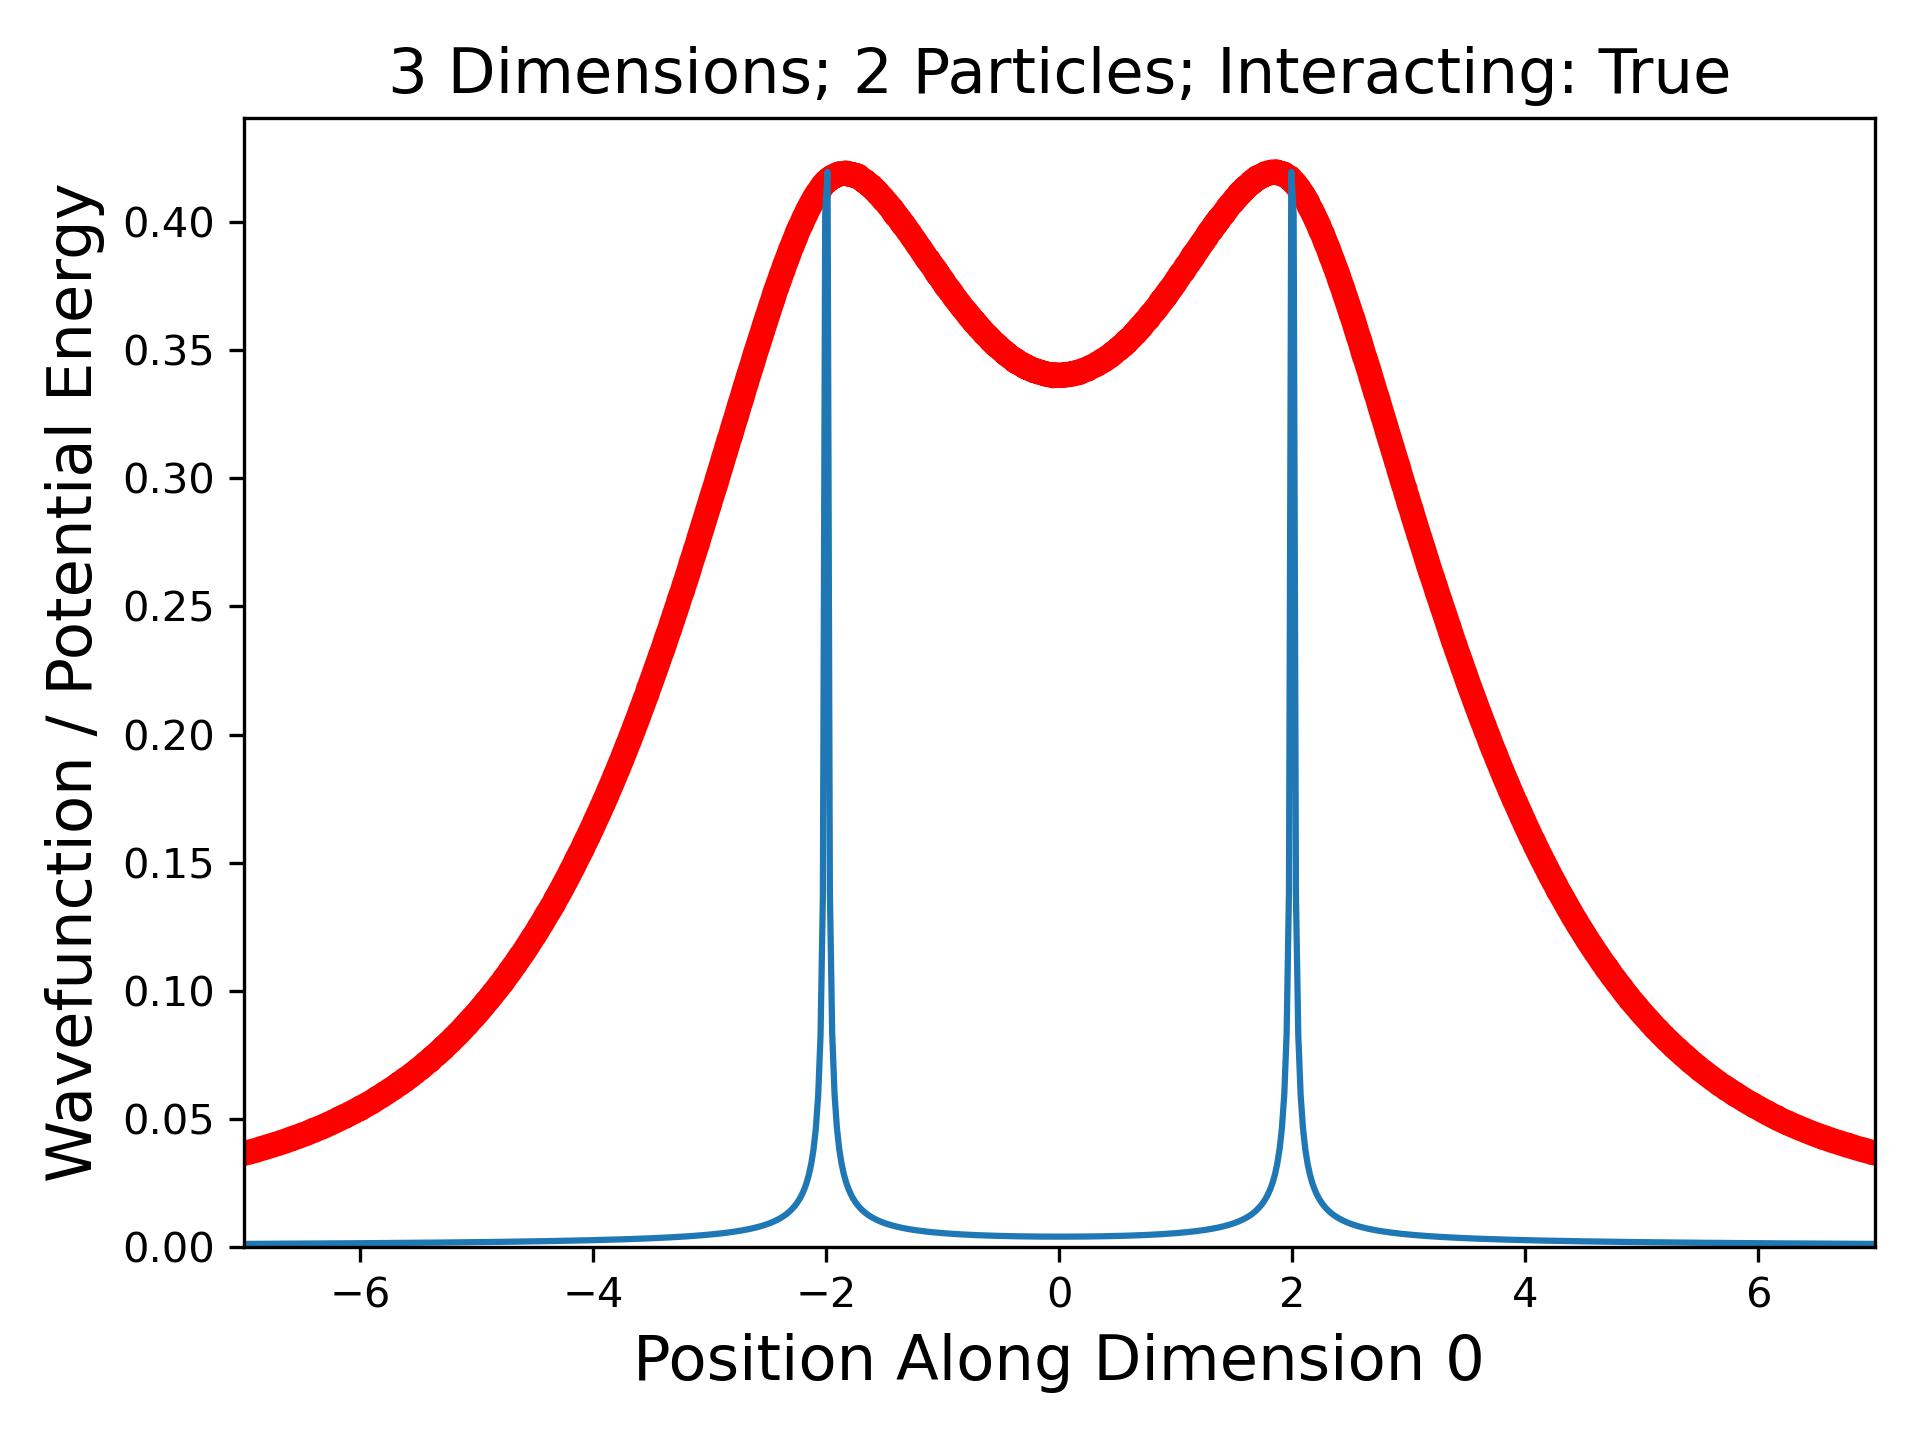 3 Dimensions; 2 Particles; Interacting: True
Wavefunction / Potential Energy
0.40
0.35
0.30
0.25
0.20
0.15
0.10
0.05
0.00
−6 −4 −2 0 2 4 6
Position Along Dimension 0